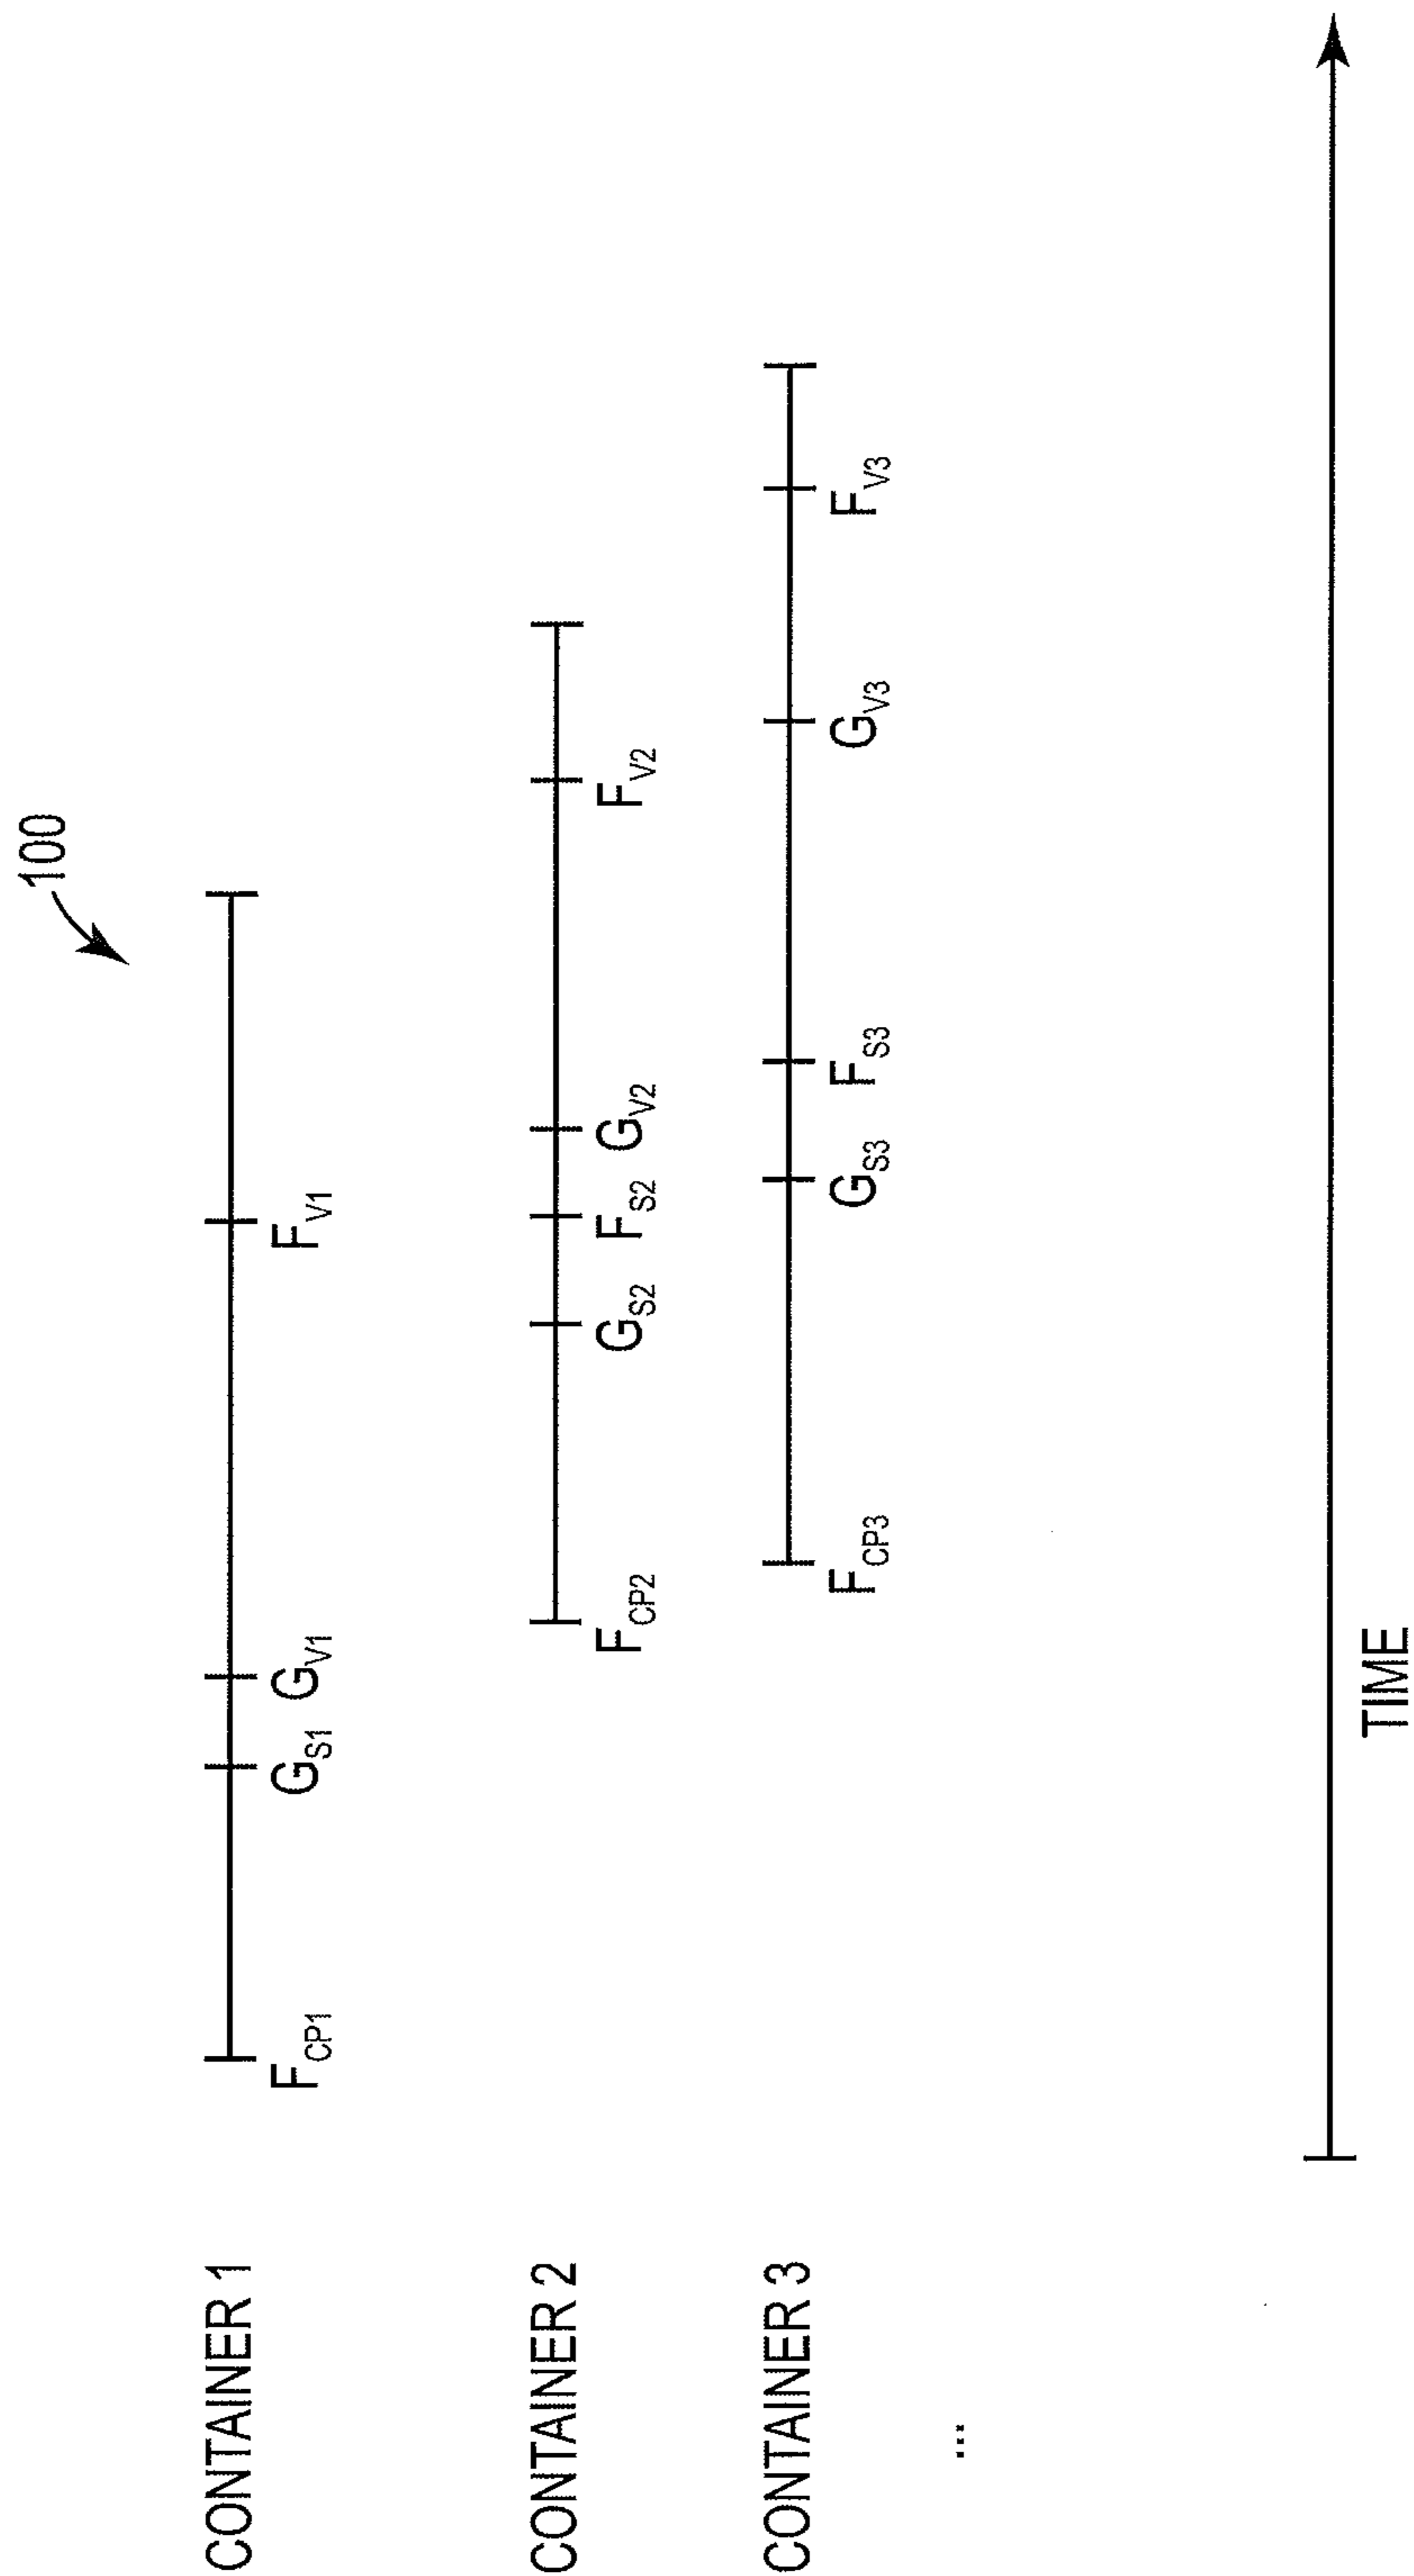 100
CONTAINER 1
F_CP1 G_S1 G_V1 F_V1
CONTAINER 2
F_CP2 G_S2 F_S2 G_V2 F_V2
CONTAINER 3
F_CP3 G_S3 F_S3 G_V3 F_V3
...
TIME